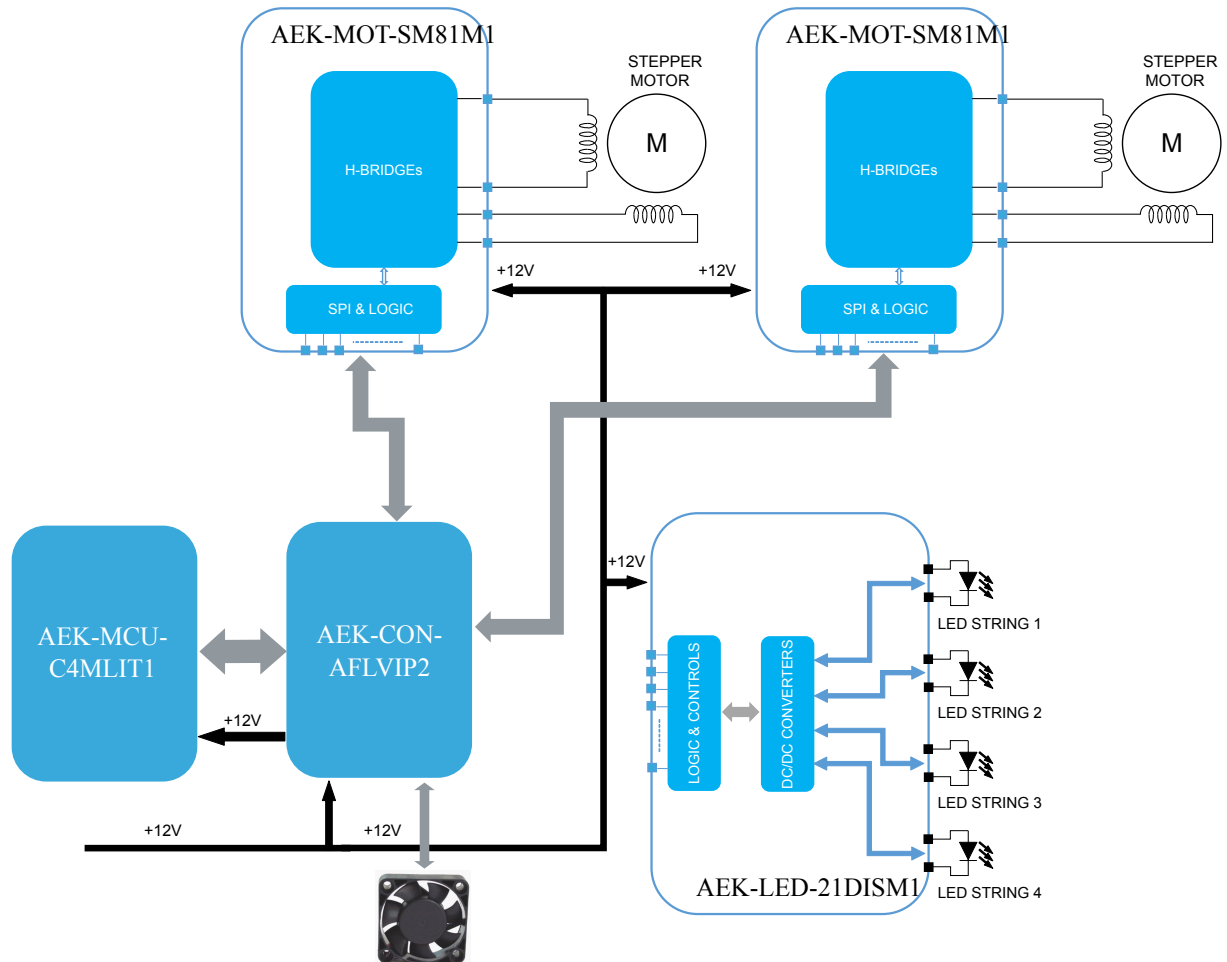 AEK-MOT-SM81M1
STEPPER
MOTOR
M
H-BRIDGEs
SPI & LOGIC
+12V
AEK-MOT-SM81M1
STEPPER
MOTOR
M
H-BRIDGEs
SPI & LOGIC
+12V
AEK-MCU-
C4MLIT1
AEK-CON-
AFLVIP2
+12V
+12V
+12V
+12V
LOGIC & CONTROLS
DC/DC CONVERTERS
LED STRING 1
LED STRING 2
LED STRING 3
LED STRING 4
AEK-LED-21DISM1